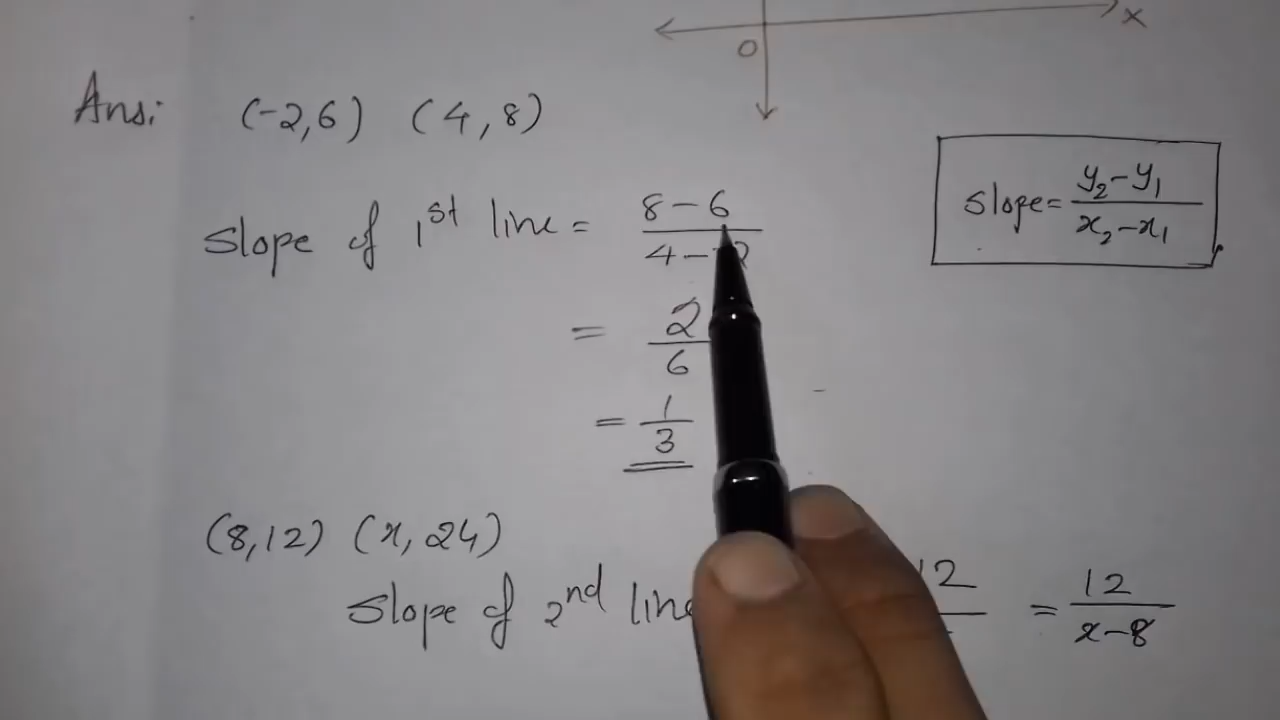 x
O
Ans: (-2,6) (4,8)
Slope = y₂-y₁ / x₂-x₁
Slope of 1st line = 8-6 / 4-
= 2/6
= 1/3
(8,12) (x,24)
Slope of 2nd line 12 = 12 / x-8